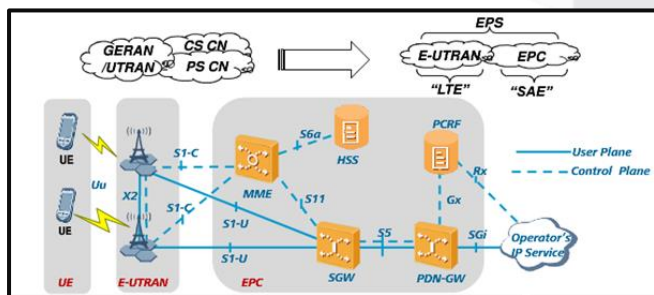 EPS
GERAN
/UTRAN
CS CN
PS CN
E-UTRAN
EPC
“LTE”
“SAE”
S6a
PCRF
User Plane
Control Plane
UE
S1-C
HSS
Rx
MME
Uu
X2
S1-C
S11
Gx
UE
S1-U
S1-U
S5
SGi
Operator's
IP Service
SGW
PDN-GW
UE
E-UTRAN
EPC